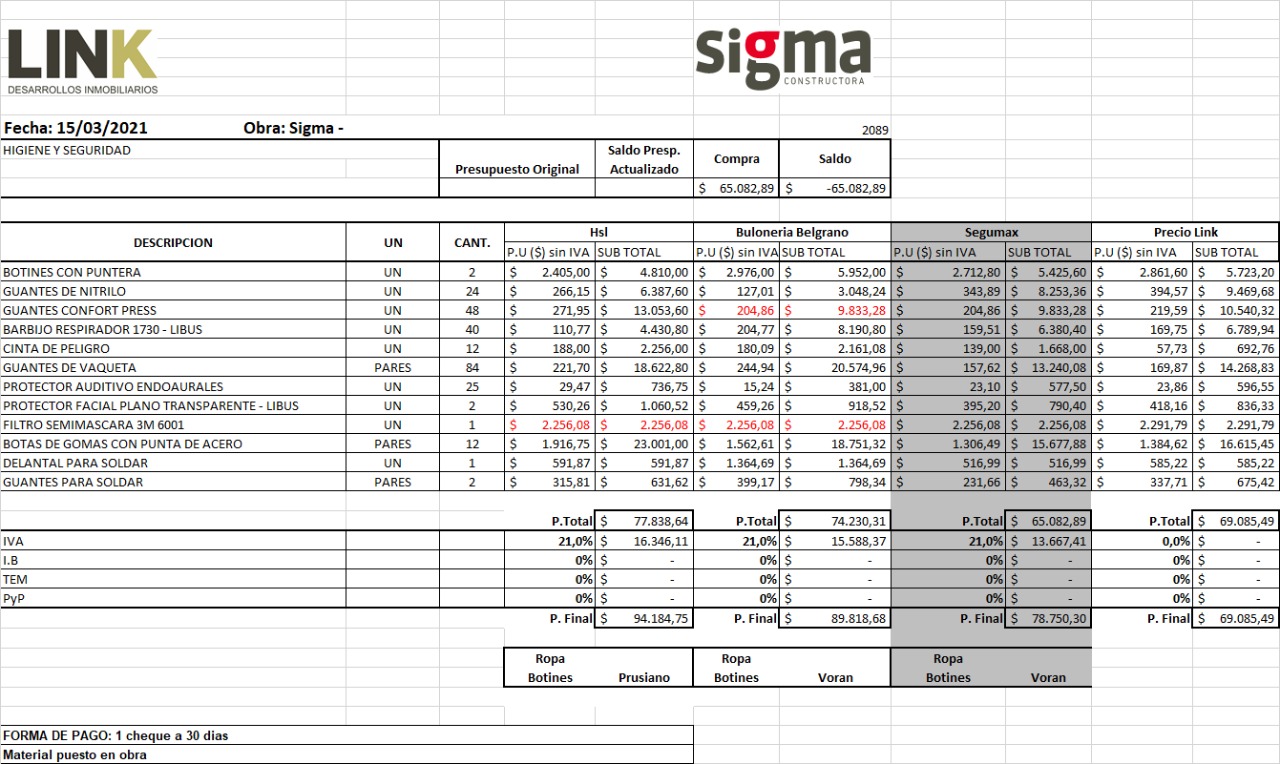 LINK
DESARROLLOS INMOBILIARIOS
sigma
CONSTRUCTORA
Fecha: 15/03/2021 Obra: Sigma - 2089
HIGIENE Y SEGURIDAD
Presupuesto Original Saldo Presp. Actualizado Compra Saldo
$ 65.082,89 $ -65.082,89
DESCRIPCION UN CANT. Hsl Buloneria Belgrano Segumax Precio Link
P.U ($) sin IVA SUB TOTAL P.U ($) sin IVA SUB TOTAL P.U ($) sin IVA SUB TOTAL P.U ($) sin IVA SUB TOTAL
BOTINES CON PUNTERA UN 2 $ 2.405,00 $ 4.810,00 $ 2.976,00 $ 5.952,00 $ 2.712,80 $ 5.425,60 $ 2.861,60 $ 5.723,20
GUANTES DE NITRILO UN 24 $ 266,15 $ 6.387,60 $ 127,01 $ 3.048,24 $ 343,89 $ 8.253,36 $ 394,57 $ 9.469,68
GUANTES CONFORT PRESS UN 48 $ 271,95 $ 13.053,60 $ 204,86 $ 9.833,28 $ 204,86 $ 9.833,28 $ 219,59 $ 10.540,32
BARBIJO RESPIRADOR 1730 - LIBUS UN 40 $ 110,77 $ 4.430,80 $ 204,77 $ 8.190,80 $ 159,51 $ 6.380,40 $ 169,75 $ 6.789,94
CINTA DE PELIGRO UN 12 $ 188,00 $ 2.256,00 $ 180,09 $ 2.161,08 $ 139,00 $ 1.668,00 $ 57,73 $ 692,76
GUANTES DE VAQUETA PARES 84 $ 221,70 $ 18.622,80 $ 244,94 $ 20.574,96 $ 157,62 $ 13.240,08 $ 169,87 $ 14.268,83
PROTECTOR AUDITIVO ENDOAURALES UN 25 $ 29,47 $ 736,75 $ 15,24 $ 381,00 $ 23,10 $ 577,50 $ 23,86 $ 596,55
PROTECTOR FACIAL PLANO TRANSPARENTE - LIBUS UN 2 $ 530,26 $ 1.060,52 $ 459,26 $ 918,52 $ 395,20 $ 790,40 $ 418,16 $ 836,33
FILTRO SEMIMASCARA 3M 6001 UN 1 $ 2.256,08 $ 2.256,08 $ 2.256,08 $ 2.256,08 $ 2.256,08 $ 2.256,08 $ 2.291,79 $ 2.291,79
BOTAS DE GOMAS CON PUNTA DE ACERO PARES 12 $ 1.916,75 $ 23.001,00 $ 1.562,61 $ 18.751,32 $ 1.306,49 $ 15.677,88 $ 1.384,62 $ 16.615,45
DELANTAL PARA SOLDAR UN 1 $ 591,87 $ 591,87 $ 1.364,69 $ 1.364,69 $ 516,99 $ 516,99 $ 585,22 $ 585,22
GUANTES PARA SOLDAR PARES 2 $ 315,81 $ 631,62 $ 399,17 $ 798,34 $ 231,66 $ 463,32 $ 337,71 $ 675,42
P.Total $ 77.838,64 P.Total $ 74.230,31 P.Total $ 65.082,89 P.Total $ 69.085,49
IVA 21,0% $ 16.346,11 21,0% $ 15.588,37 21,0% $ 13.667,41 0,0% $ -
I.B 0% $ - 0% $ - 0% $ - 0% $ -
TEM 0% $ - 0% $ - 0% $ - 0% $ -
PyP 0% $ - 0% $ - 0% $ - 0% $ -
P. Final $ 94.184,75 P. Final $ 89.818,68 P. Final $ 78.750,30 P. Final $ 69.085,49
Ropa Ropa Ropa
Botines Prusiano Botines Voran Botines Voran
FORMA DE PAGO: 1 cheque a 30 dias
Material puesto en obra